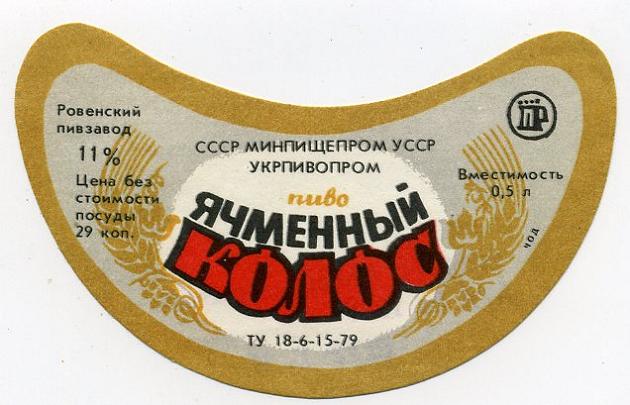 Ровенский
пивзавод
11%
Цена без
стоимости
посуды
29 коп.
СССР МИНПИЩЕПРОМ УССР
УКРПИВОПРОМ
пиво
ЯЧМЕННЫЙ
КОЛОС
ТУ 18-6-15-79
Вместимость
0,5 л
чод